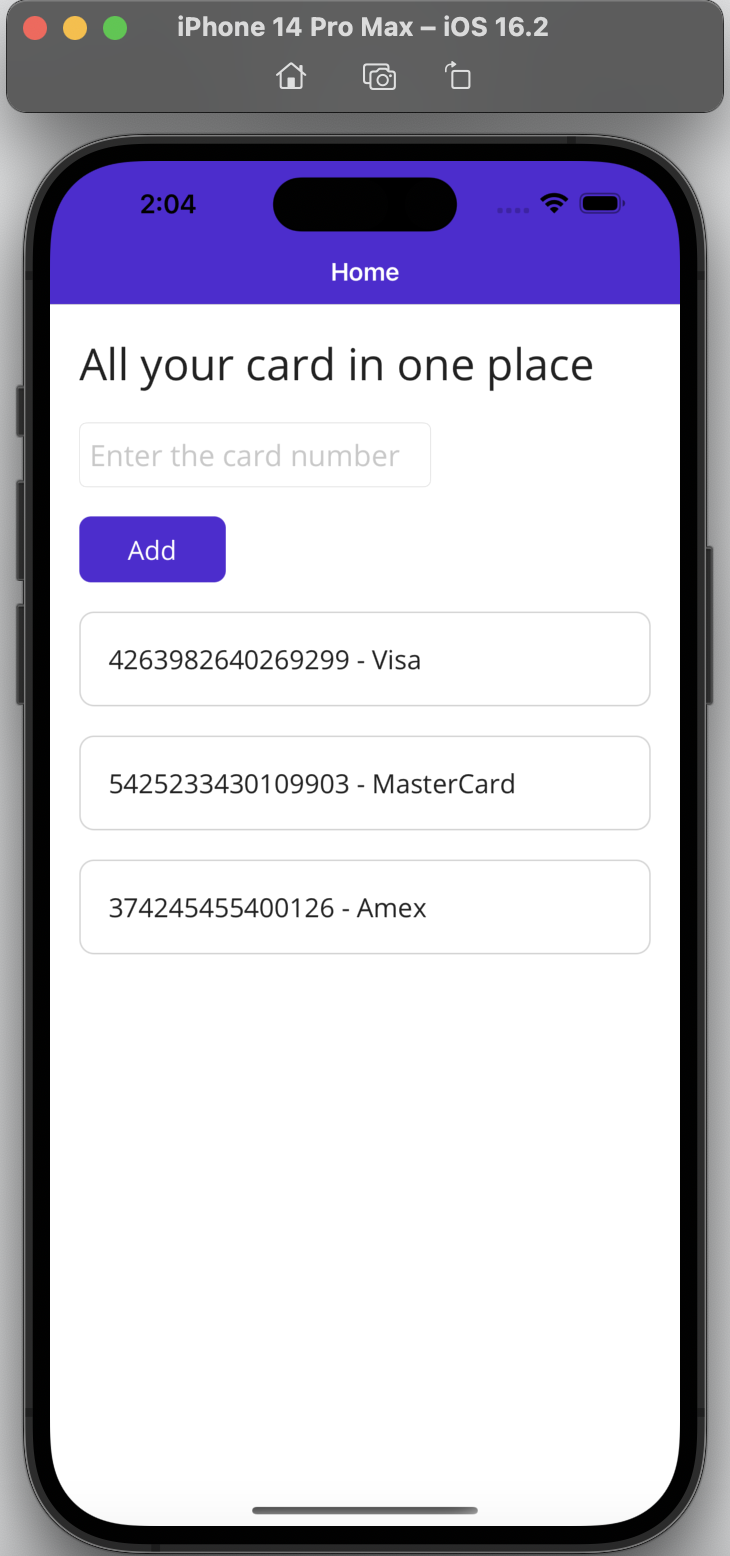 iPhone 14 Pro Max – iOS 16.2
2:04
Home
All your card in one place
Enter the card number
Add
4263982640269299 - Visa
5425233430109903 - MasterCard
374245455400126 - Amex